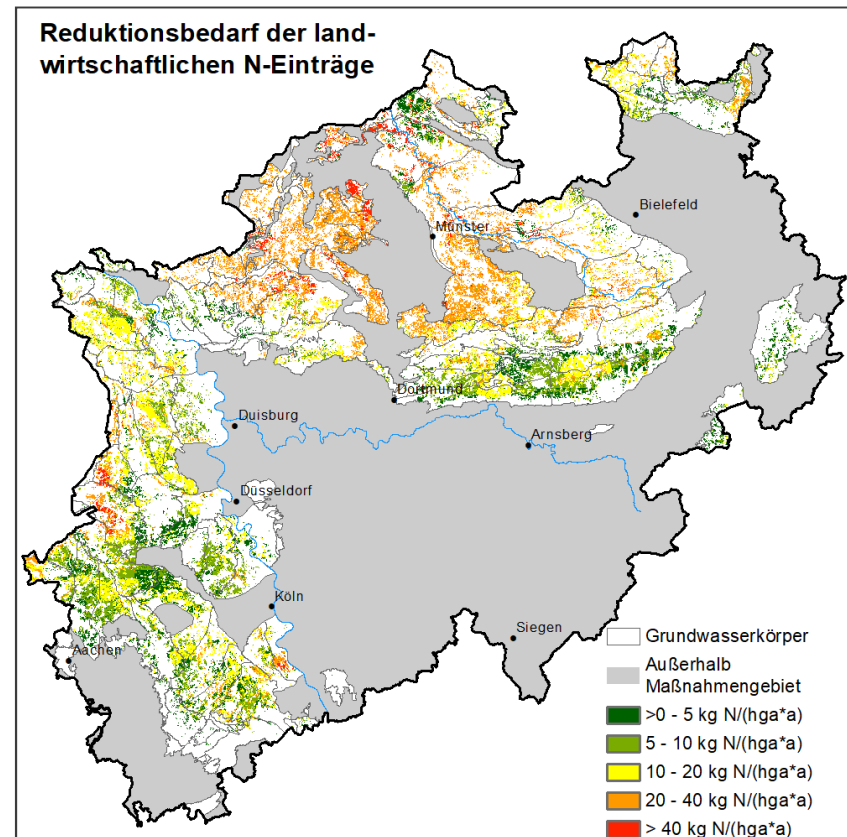 Reduktionsbedarf der land-
wirtschaftlichen N-Einträge
Bielefeld
Münster
Dortmund
Duisburg
Arnsberg
Düsseldorf
Köln
Siegen
Aachen
Grundwasserkörper
Außerhalb
Maßnahmengebiet
>0 - 5 kg N/(hga*a)
5 - 10 kg N/(hga*a)
10 - 20 kg N/(hga*a)
20 - 40 kg N/(hga*a)
> 40 kg N/(hga*a)